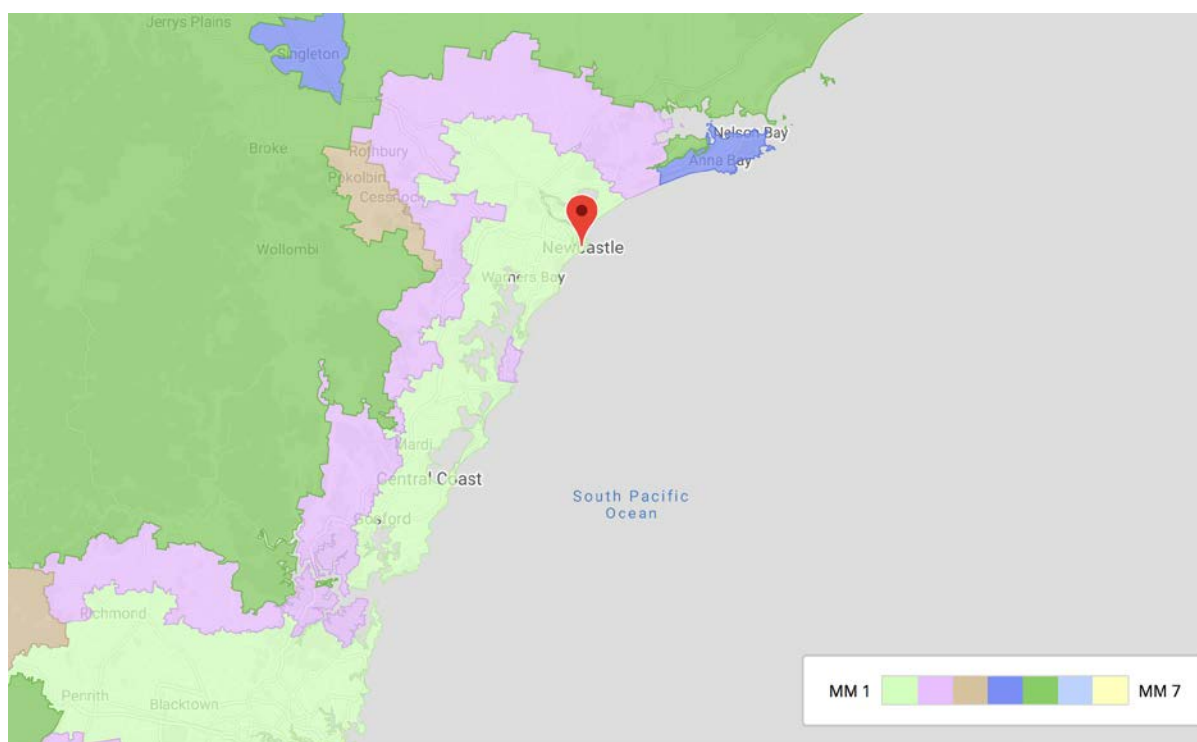 Jerrys Plains
Singleton
Nelson Bay
Broke
Rothbury
Anna Bay
Pokolbin
Cessnock
Wollombi
Newcastle
Warners Bay
Mardi
Central Coast
South Pacific
Ocean
Gosford
Richmond
MM 1
MM 7
Penrith
Blacktown